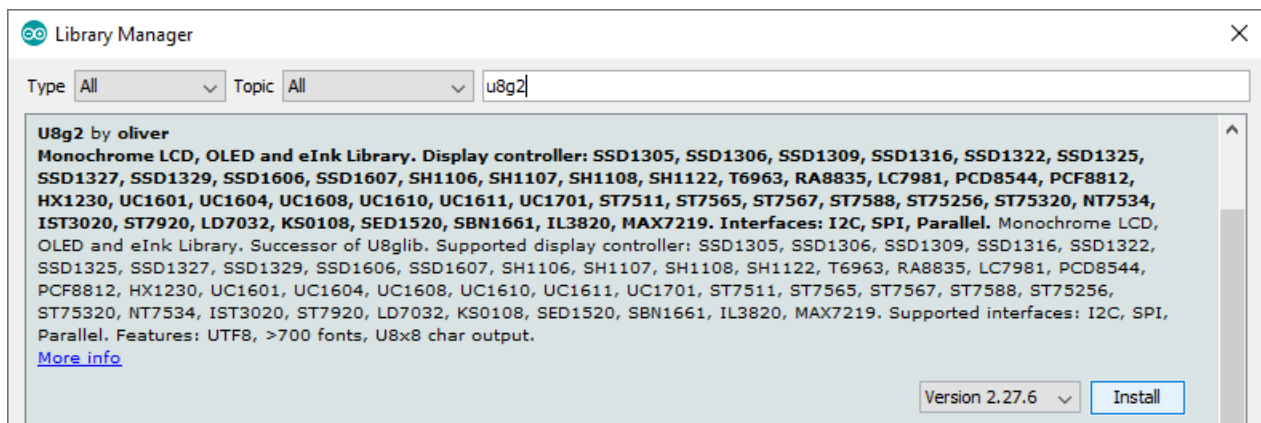 Library Manager
Type All Topic All u8g2
U8g2 by oliver
Monochrome LCD, OLED and eInk Library. Display controller: SSD1305, SSD1306, SSD1309, SSD1316, SSD1322, SSD1325,
SSD1327, SSD1329, SSD1606, SSD1607, SH1106, SH1107, SH1108, SH1122, T6963, RA8835, LC7981, PCD8544, PCF8812,
HX1230, UC1601, UC1604, UC1608, UC1610, UC1611, UC1701, ST7511, ST7565, ST7567, ST7588, ST75256, ST75320, NT7534,
IST3020, ST7920, LD7032, KS0108, SED1520, SBN1661, IL3820, MAX7219. Interfaces: I2C, SPI, Parallel. Monochrome LCD,
OLED and eInk Library. Successor of U8glib. Supported display controller: SSD1305, SSD1306, SSD1309, SSD1316, SSD1322,
SSD1325, SSD1327, SSD1329, SSD1606, SSD1607, SH1106, SH1107, SH1108, SH1122, T6963, RA8835, LC7981, PCD8544,
PCF8812, HX1230, UC1601, UC1604, UC1608, UC1610, UC1611, UC1701, ST7511, ST7565, ST7567, ST7588, ST75256,
ST75320, NT7534, IST3020, ST7920, LD7032, KS0108, SED1520, SBN1661, IL3820, MAX7219. Supported interfaces: I2C, SPI,
Parallel. Features: UTF8, >700 fonts, U8x8 char output.
More info
Version 2.27.6 Install